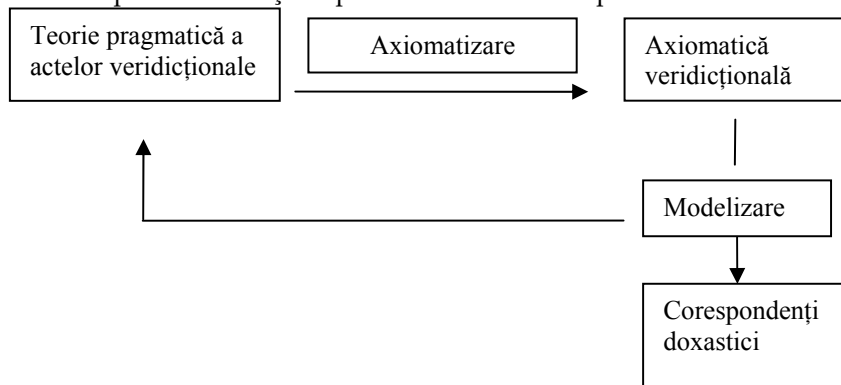 Teorie pragmatică a
actelor veridicționale
Axiomatizare
Axiomatică
veridicțională
Modelizare
Corespondenți
doxastici